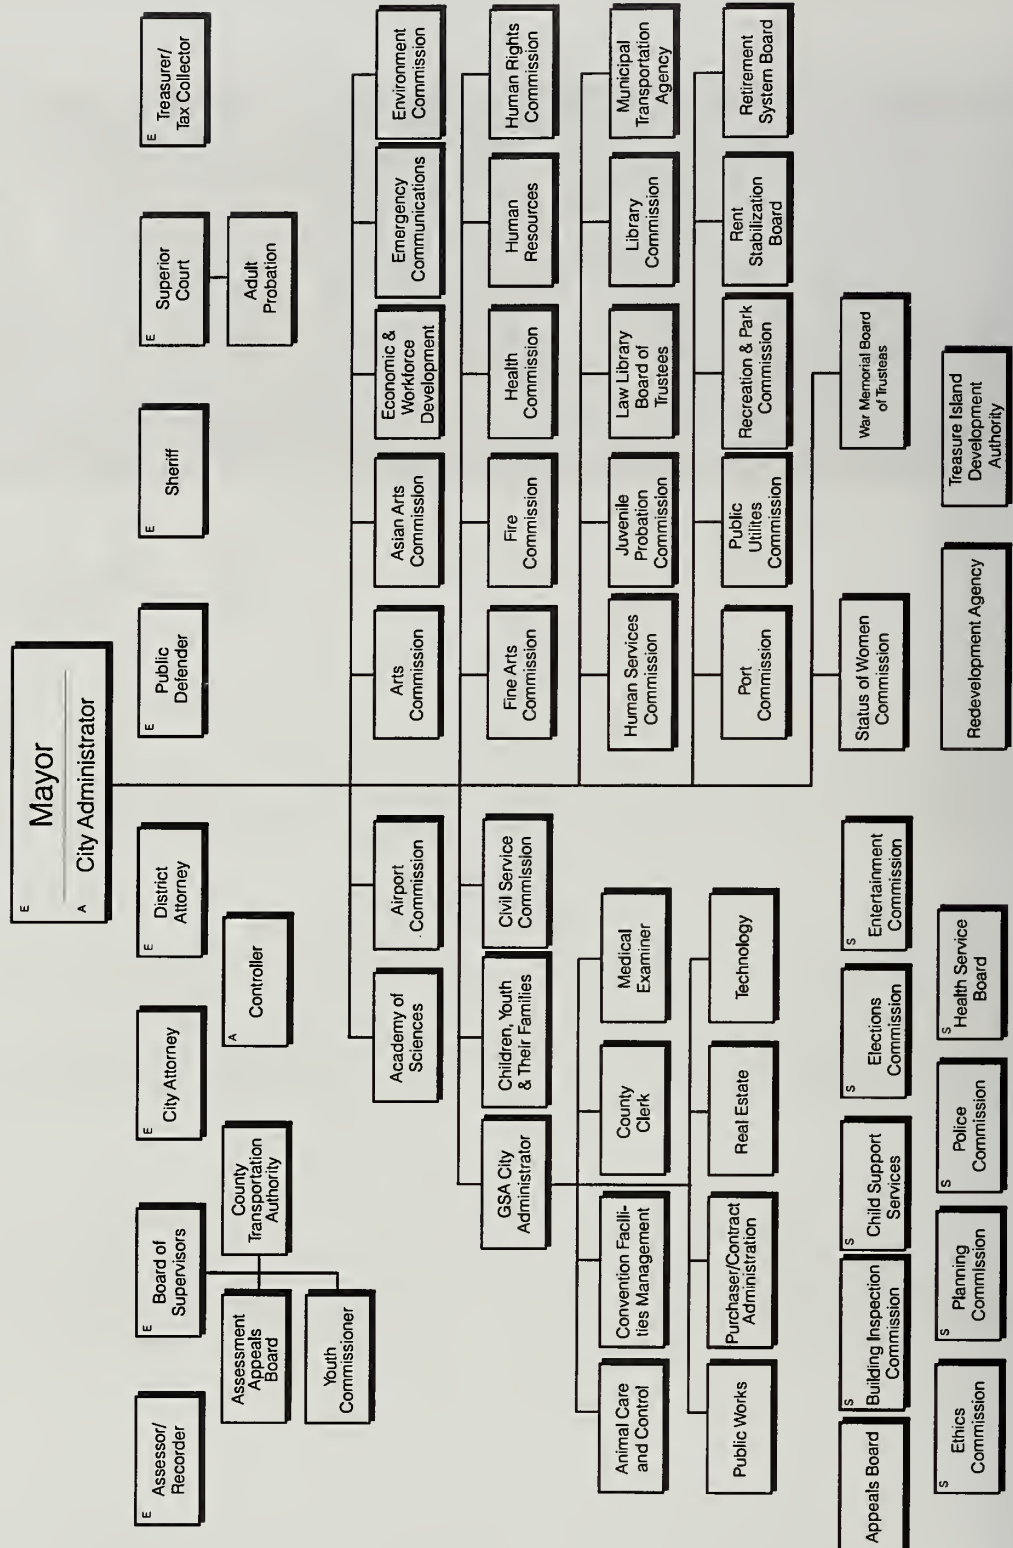 E
Mayor
A
City Administrator
E
Assessor/
Recorder
E
Board of
Supervisors
E
City Attorney
E
District
Attorney
E
Public
Defender
E
Sheriff
E
Superior
Court
E
Treasurer/
Tax Collector
Assessment
Appeals
Board
County
Transportation
Authority
A
Controller
Adult
Probation
Youth
Commissioner
Academy of
Sciences
Airport
Commission
Arts
Commission
Asian Arts
Commission
Economic &
Workforce
Development
Emergency
Communications
Environment
Commission
GSA City
Administrator
Children, Youth
& Their Families
Civil Service
Commission
Fine Arts
Commission
Fire
Commission
Health
Commission
Human
Resources
Human Rights
Commission
Animal Care
and Control
Convention Facili-
ties Management
County
Clerk
Medical
Examiner
Human Services
Commission
Juvenile
Probation
Commission
Law Library
Board of
Trustees
Library
Commission
Municipal
Transportation
Agency
Public Works
Purchaser/Contract
Administration
Real Estate
Technology
Port
Commission
Public
Utilites
Commission
Recreation & Park
Commission
Rent
Stabilization
Board
Retirement
System Board
Appeals Board
S
Building Inspection
Commission
S
Child Support
Services
S
Elections
Commission
S
Entertainment
Commission
Status of Women
Commission
War Memorial Board
of Trusteas
S
Ethics
Commission
S
Planning
Commission
S
Police
Commission
S
Health Service
Board
Redevelopment Agency
Treasure Island
Development
Authority